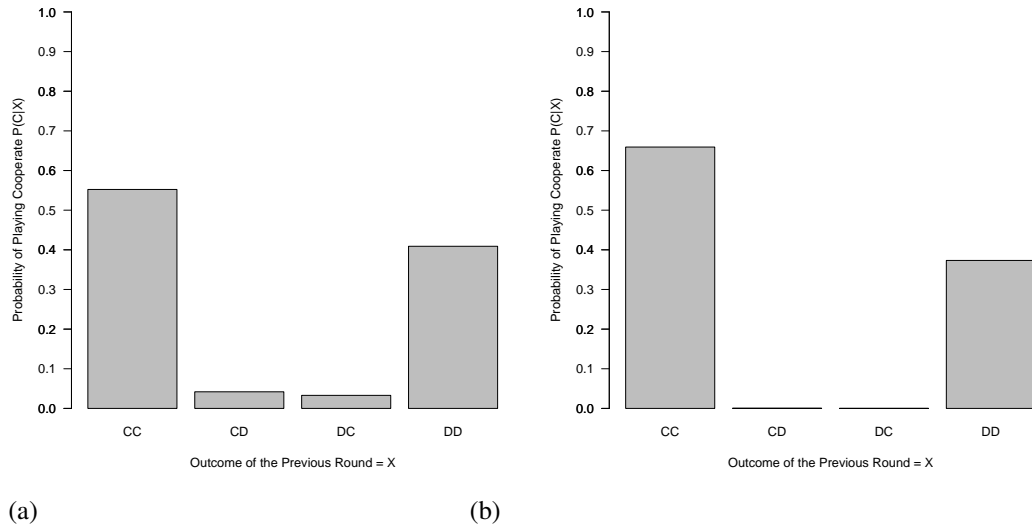 Probability of Playing Cooperate P(C|X)
1.0
0.9
0.8
0.7
0.6
0.5
0.4
0.3
0.2
0.1
0.0
CC CD DC DD
Outcome of the Previous Round = X
(a)
Probability of Playing Cooperate P(C|X)
1.0
0.9
0.8
0.7
0.6
0.5
0.4
0.3
0.2
0.1
0.0
CC CD DC DD
Outcome of the Previous Round = X
(b)